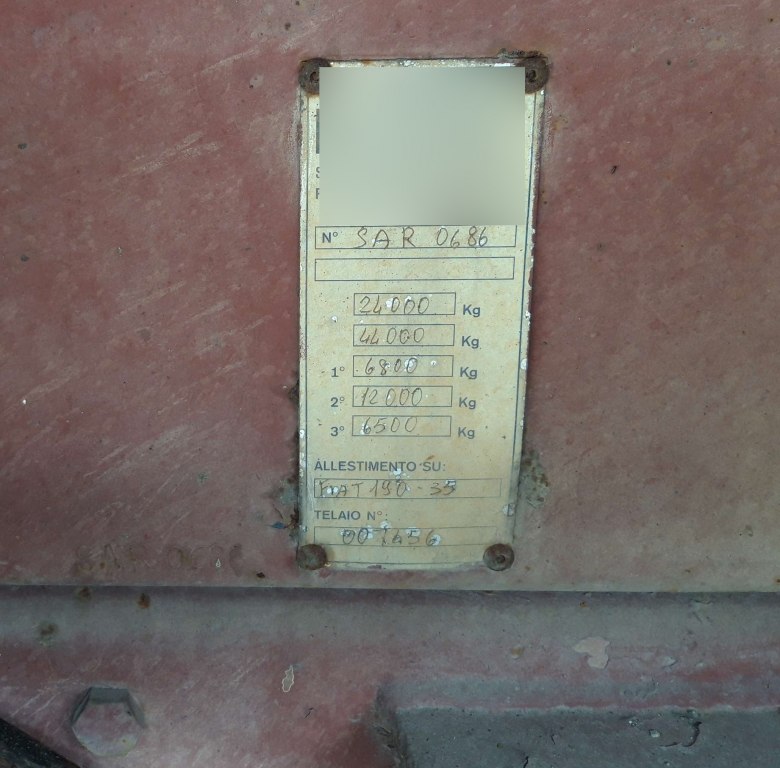 N° SAR 0686
24000 Kg
44000 Kg
1° 6800 Kg
2° 12000 Kg
3° 6500 Kg
ALLESTIMENTO SU:
FIAT 190-35
TELAIO N°: